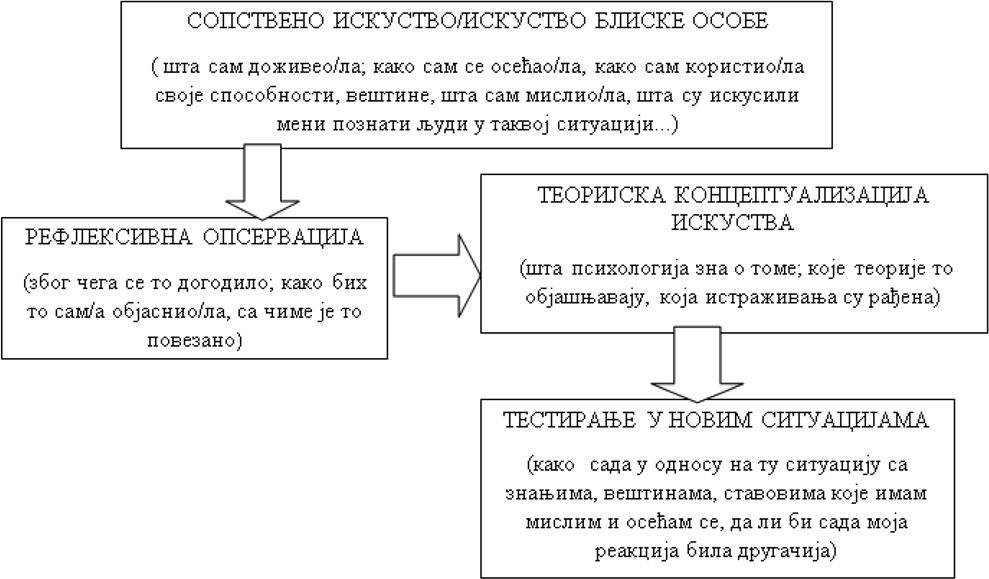 СОПСТВЕНО ИСКУСТВО/ИСКУСТВО БЛИСКЕ ОСОБЕ
( шта сам доживео/ла; како сам се осећао/ла, како сам користио/ла
своје способности, вештине, шта сам мислио/ла, шта су искусили
мени познати људи у таквој ситуацији...)
РЕФЛЕКСИВНА ОПСЕРВАЦИЈА
(због чега се то догодило; како бих
то сам/а објаснио/ла, са чиме је то
повезано)
ТЕОРИЈСКА КОНЦЕПТУАЛИЗАЦИЈА
ИСКУСТВА
(шта психологија зна о томе; које теорије то
објашњавају, која истраживања су рађена)
ТЕСТИРАЊЕ У НОВИМ СИТУАЦИЈАМА
(како сада у односу на ту ситуацију са
знањима, вештинама, ставовима које имам
мислим и осећам се, да ли би сада моја
реакција била другачија)